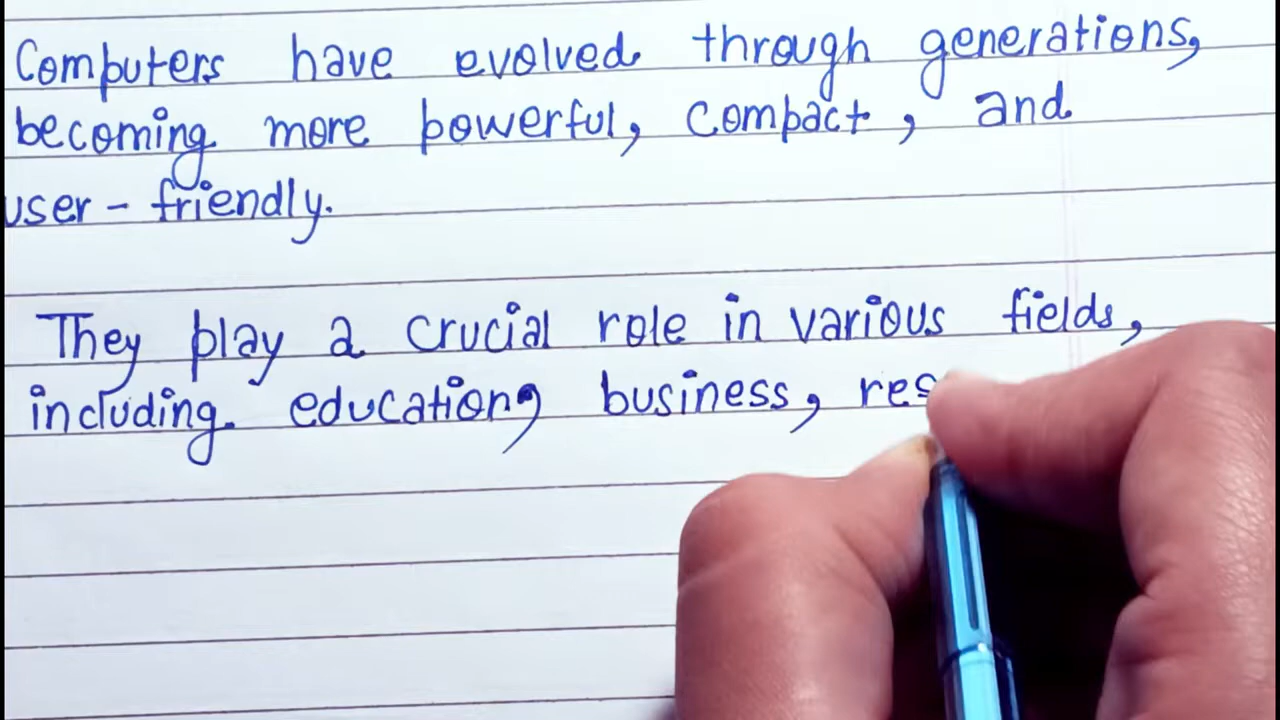 Computers have evolved through generations,
becoming more powerful, compact, and
user-friendly.
They play a crucial role in various fields,
including education, business, res